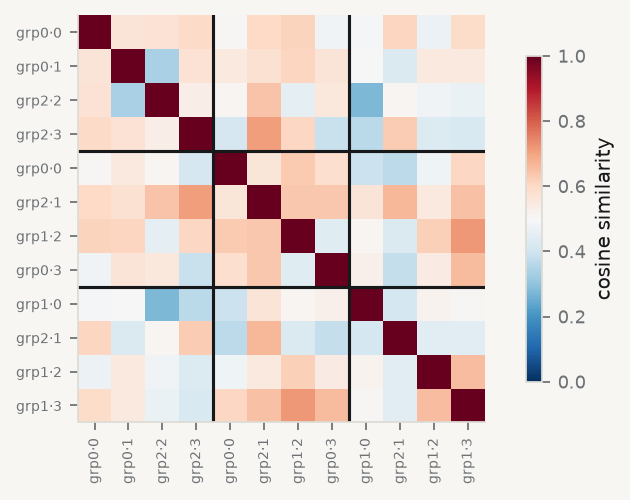 grp0·0
grp0·1
grp2·2
grp2·3
grp0·0
grp2·1
grp1·2
grp0·3
grp1·0
grp2·1
grp1·2
grp1·3
grp0·0 grp0·1 grp2·2 grp2·3 grp0·0 grp2·1 grp1·2 grp0·3 grp1·0 grp2·1 grp1·2 grp1·3
1.0
0.8
0.6
0.4
0.2
0.0
cosine similarity